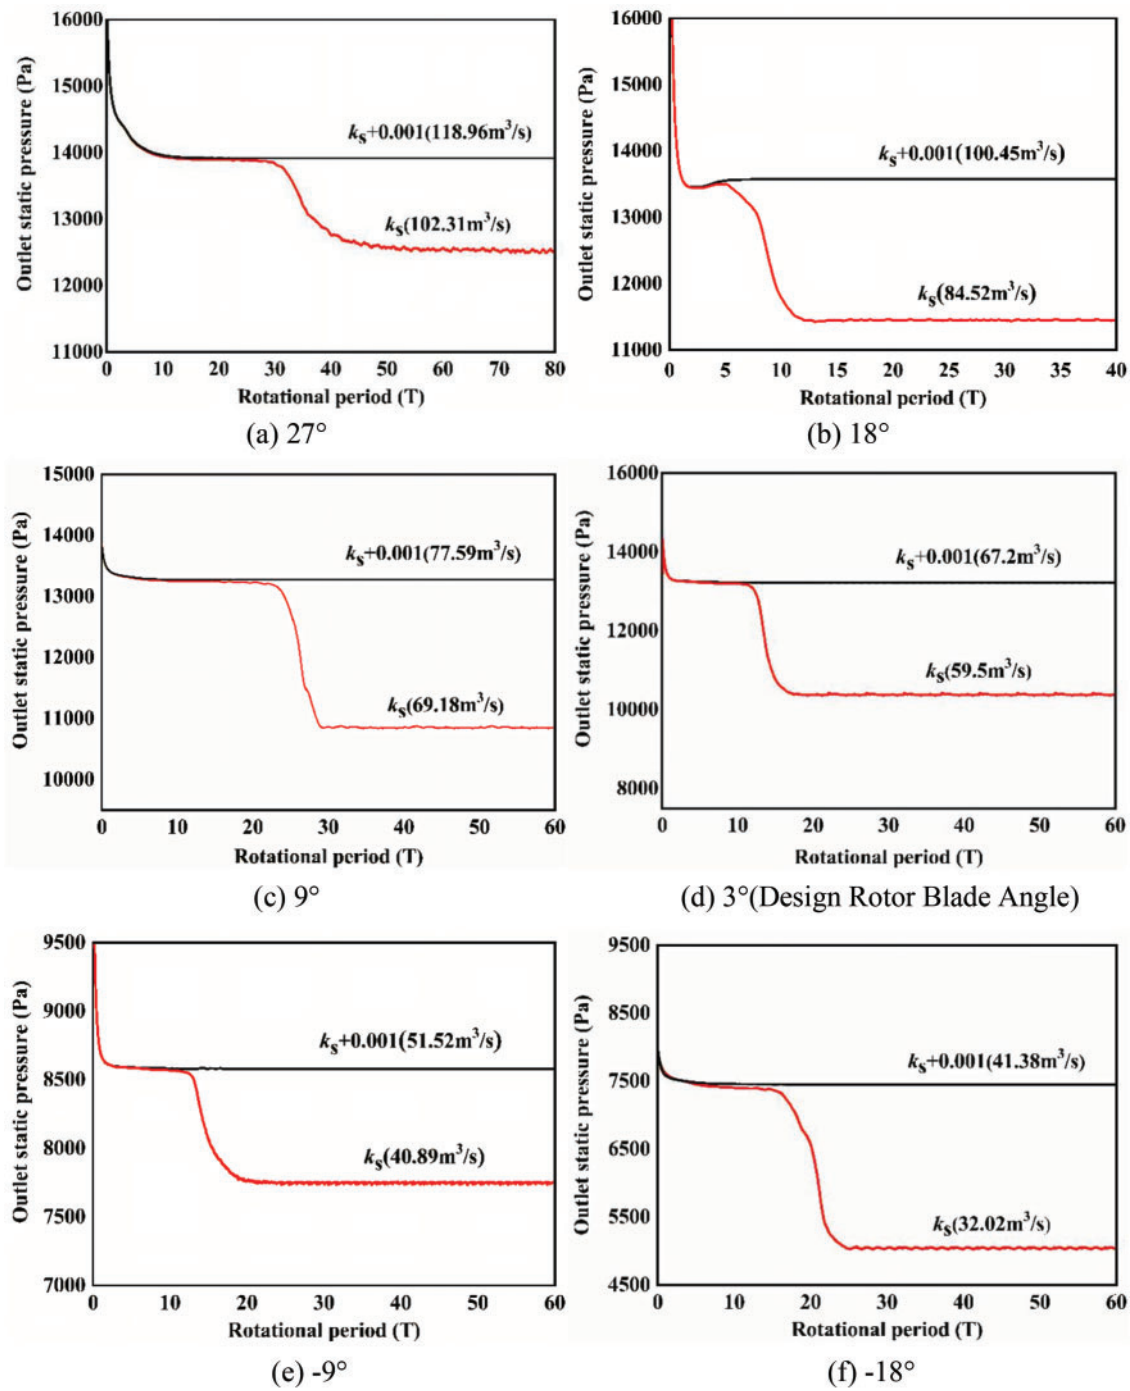 Outlet static pressure (Pa)
16000
15000
14000
13000
12000
11000
kₛ+0.001(118.96m³/s)
kₛ(102.31m³/s)
0 10 20 30 40 50 60 70 80
Rotational period (T)
(a) 27°
Outlet static pressure (Pa)
16000
15000
14000
13000
12000
11000
kₛ+0.001(100.45m³/s)
kₛ(84.52m³/s)
0 5 10 15 20 25 30 35 40
Rotational period (T)
(b) 18°
Outlet static pressure (Pa)
15000
14000
13000
12000
11000
10000
kₛ+0.001(77.59m³/s)
kₛ(69.18m³/s)
0 10 20 30 40 50 60
Rotational period (T)
(c) 9°
Outlet static pressure (Pa)
16000
14000
12000
10000
8000
kₛ+0.001(67.2m³/s)
kₛ(59.5m³/s)
0 10 20 30 40 50 60
Rotational period (T)
(d) 3°(Design Rotor Blade Angle)
Outlet static pressure (Pa)
9500
9000
8500
8000
7500
7000
kₛ+0.001(51.52m³/s)
kₛ(40.89m³/s)
0 10 20 30 40 50 60
Rotational period (T)
(e) -9°
Outlet static pressure (Pa)
9500
8500
7500
6500
5500
4500
kₛ+0.001(41.38m³/s)
kₛ(32.02m³/s)
0 10 20 30 40 50 60
Rotational period (T)
(f) -18°